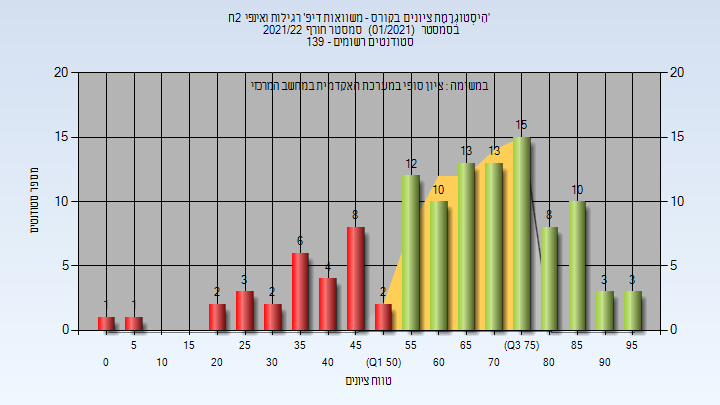 היסטוגרמת ציונים בקורס - משוואות דיפ' רגילות ואינפי 2ח'
בסמסטר (01/2021) סמסטר חורף 2021/22
סטודנטים רשומים - 139
במשימה : ציון סופי במערכת האקדמית במחשב המרכזי
מספר סטודנטים
20 20
15 15
10 10
5 5
0 0
1 1 2 3 2 6 4 8 2 12 10 13 13 15 8 10 3 3
5 15 25 35 45 55 65 (Q3 75) 85 95
0 10 20 30 40 (Q1 50) 60 70 80 90
טווח ציונים